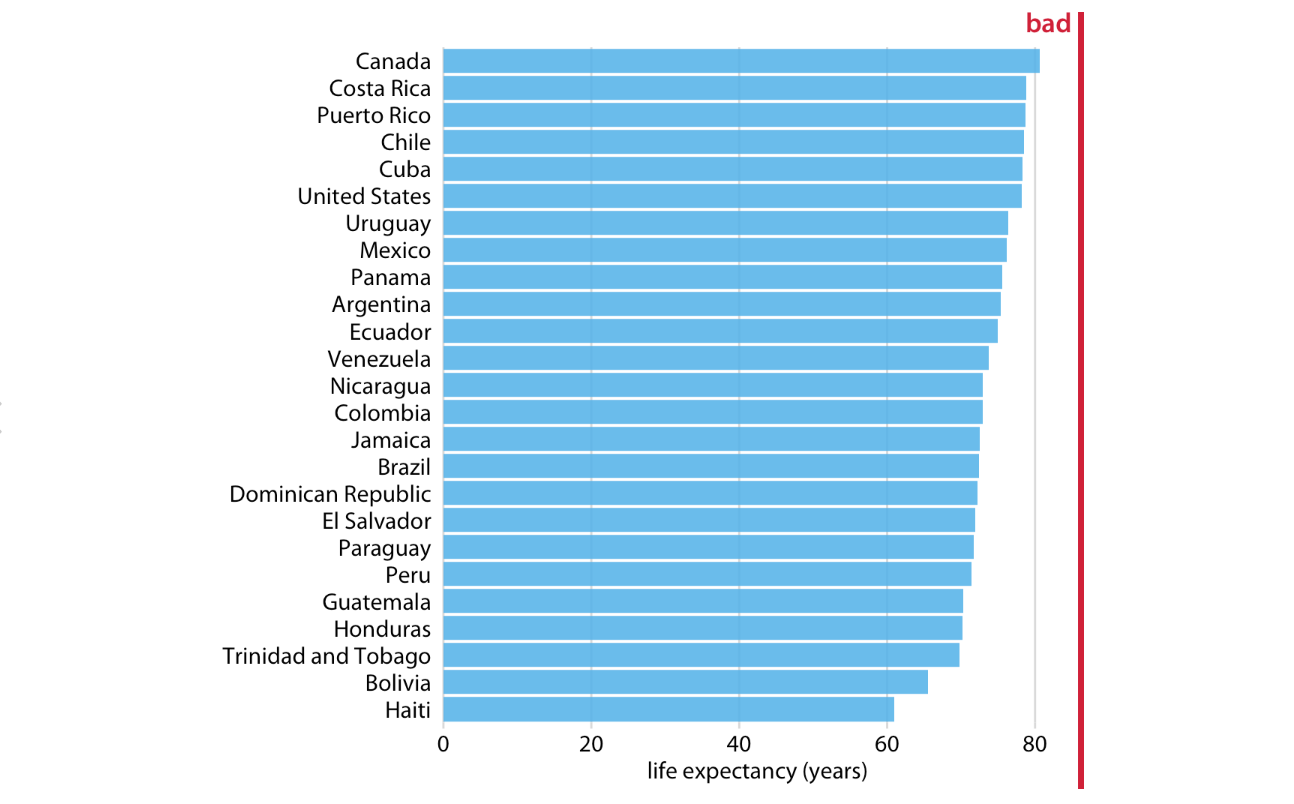 bad
Canada
Costa Rica
Puerto Rico
Chile
Cuba
United States
Uruguay
Mexico
Panama
Argentina
Ecuador
Venezuela
Nicaragua
Colombia
Jamaica
Brazil
Dominican Republic
El Salvador
Paraguay
Peru
Guatemala
Honduras
Trinidad and Tobago
Bolivia
Haiti
0 20 40 60 80
life expectancy (years)